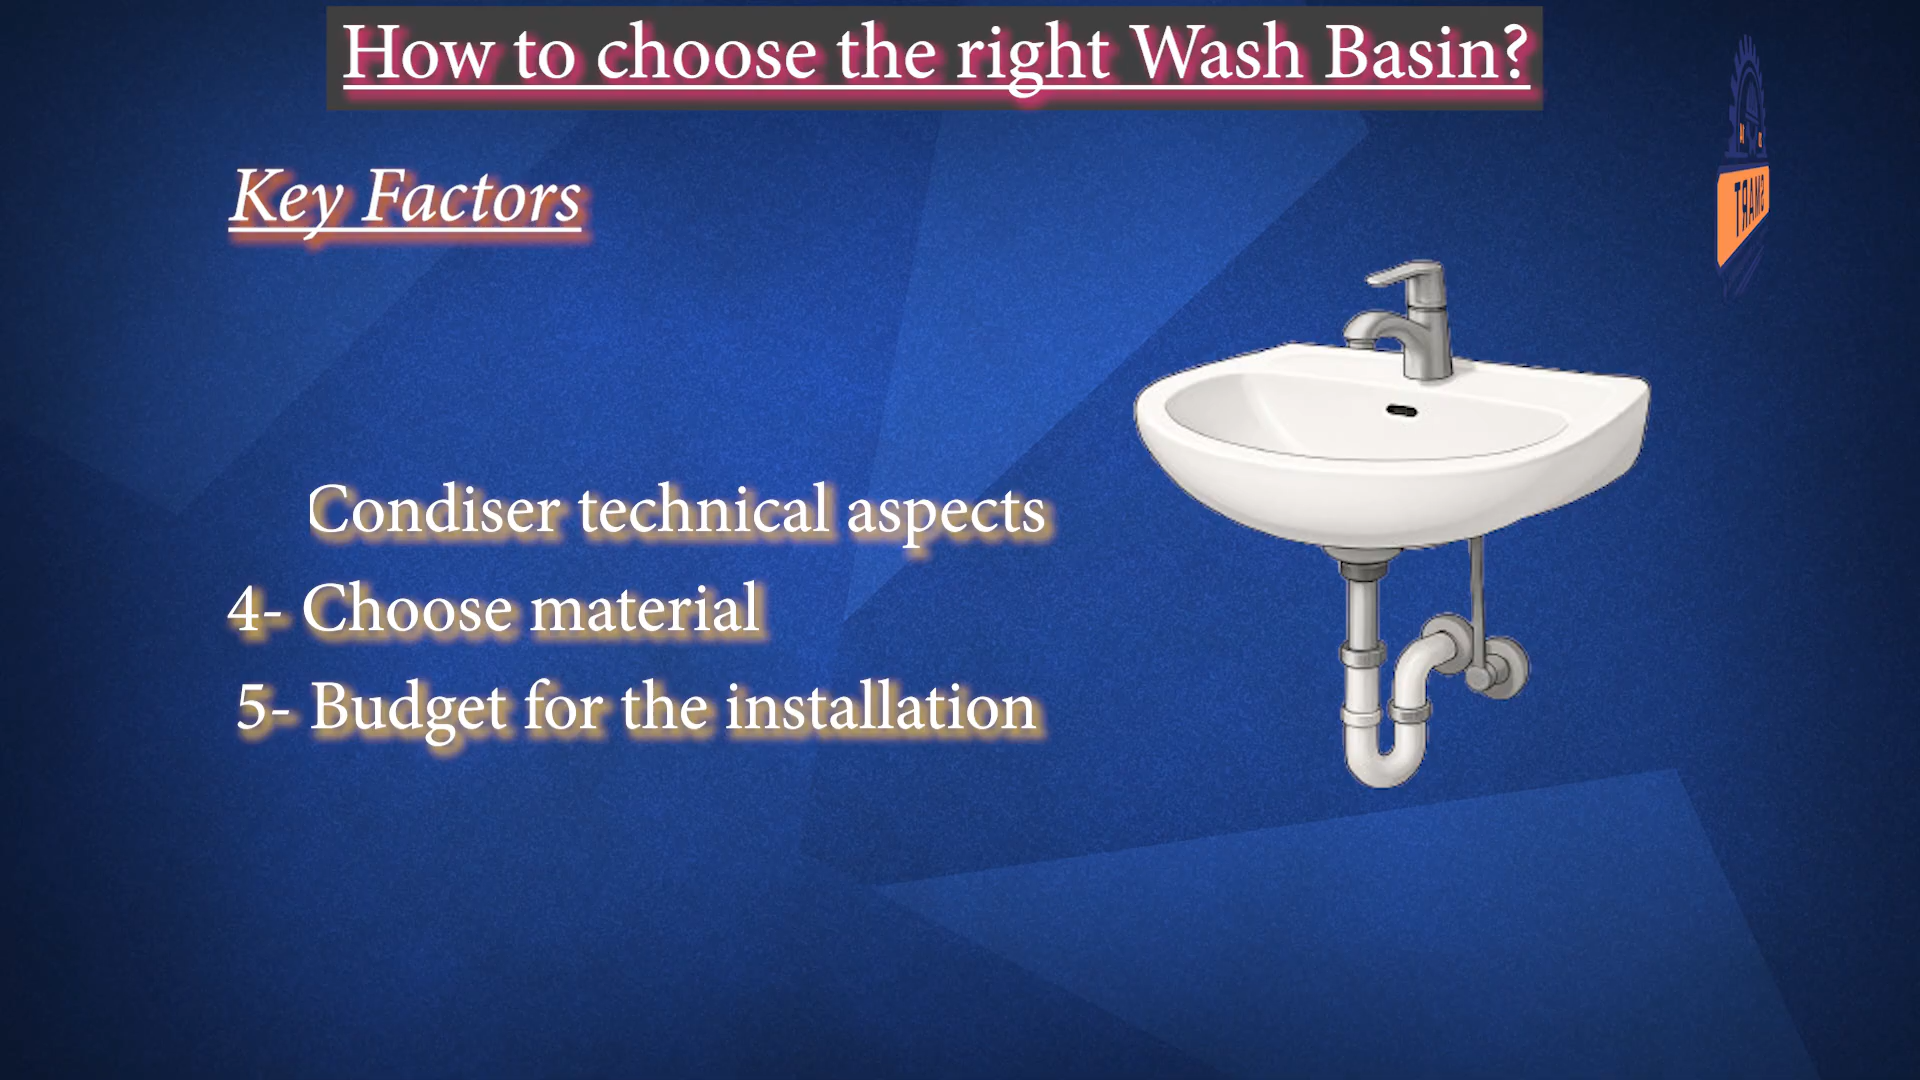 How to choose the right Wash Basin?
Key Factors
Condiser technical aspects
4- Choose material
5- Budget for the installation
SMART